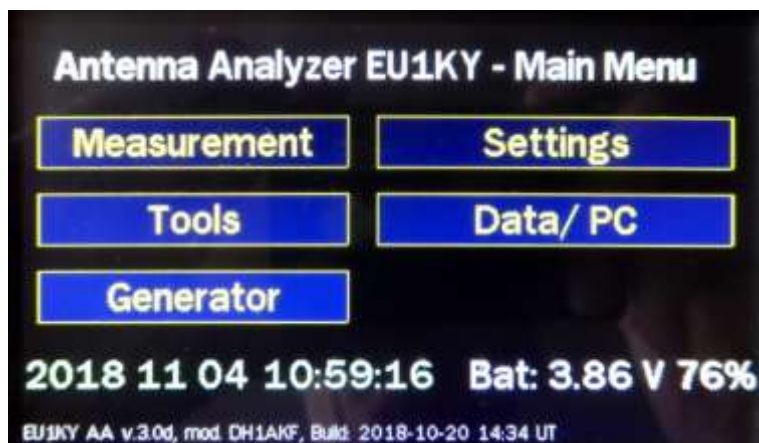 Antenna Analyzer EU1KY - Main Menu
Measurement Settings
Tools Data/ PC
Generator
2018 11 04 10:59:16 Bat: 3.86 V 76%
EU1KY AA v.3.0d, mod. DH1AKF, Build: 2018-10-20 14:34 UT